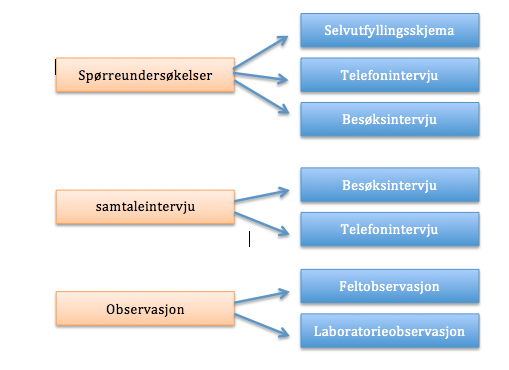 Selvutfyllingsskjema
Spørreundersøkelser
Telefonintervju
Besøksintervju
Besøksintervju
samtaleintervju
Telefonintervju
Feltobservasjon
Observasjon
Laboratorieobservasjon